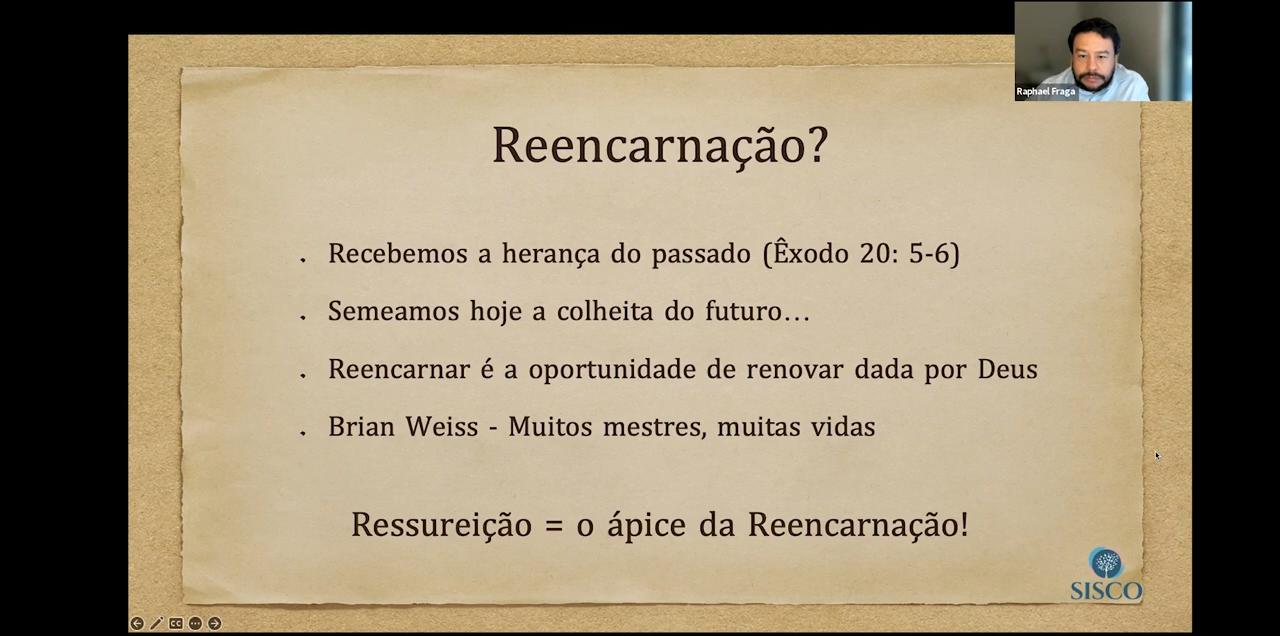 Raphael Fraga
Reencarnação?
. Recebemos a herança do passado (Êxodo 20: 5-6)
. Semeamos hoje a colheita do futuro...
. Reencarnar é a oportunidade de renovar dada por Deus
. Brian Weiss - Muitos mestres, muitas vidas
Ressureição = o ápice da Reencarnação!
SISCO
CC